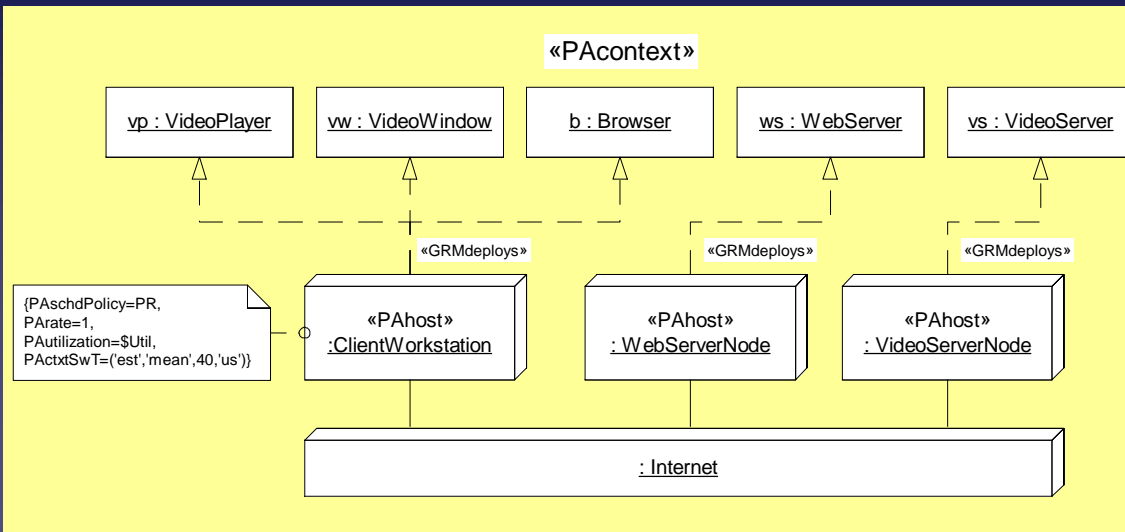 «PAcontext»
vp : VideoPlayer
vw : VideoWindow
b : Browser
ws : WebServer
vs : VideoServer
«GRMdeploys»
«GRMdeploys»
«GRMdeploys»
{PAschdPolicy=PR,
PArate=1,
PAutilization=$Util,
PActxtSwT=('est','mean',40,'us')}
«PAhost»
:ClientWorkstation
«PAhost»
: WebServerNode
«PAhost»
: VideoServerNode
: Internet